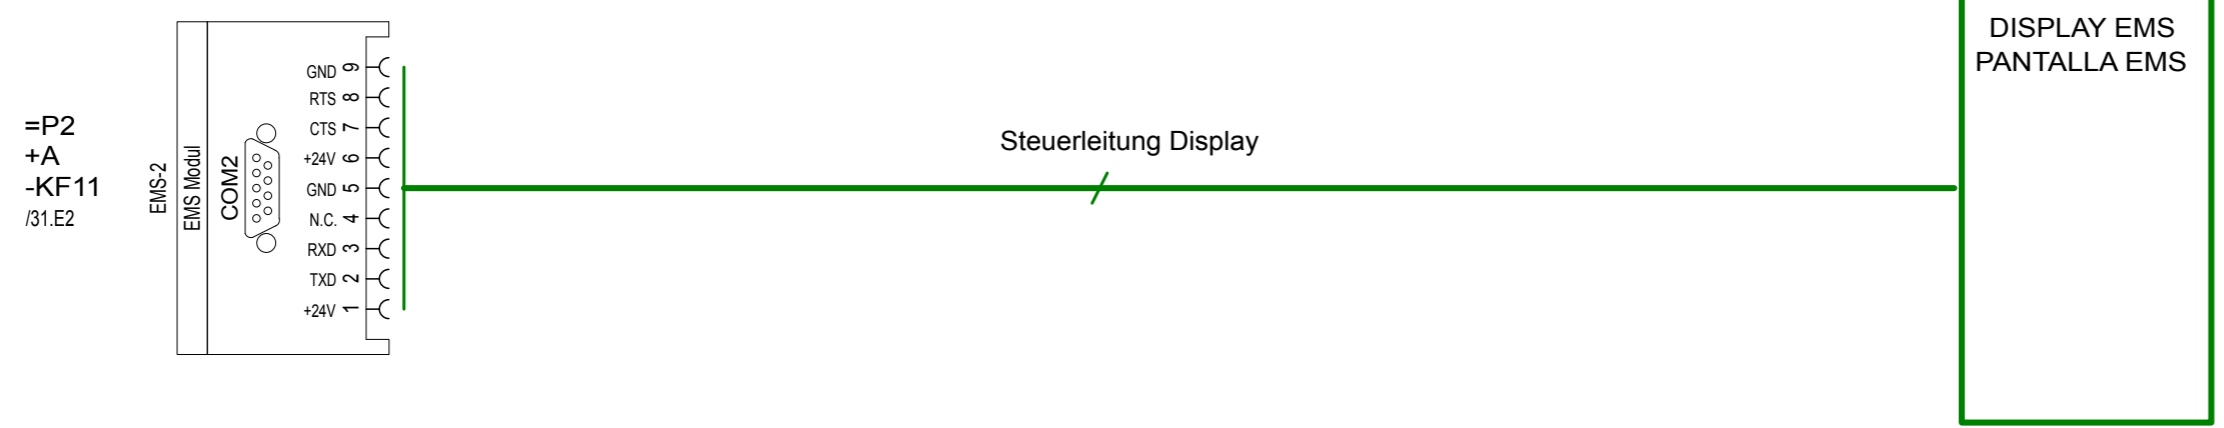 =P2
+A
-KF11
/31.E2
EMS-2
EMS Modul
COM2
GND 9
RTS 8
CTS 7
+24V 6
GND 5
N.C. 4
RXD 3
TXD 2
+24V 1
Steuerleitung Display
DISPLAY EMS
PANTALLA EMS